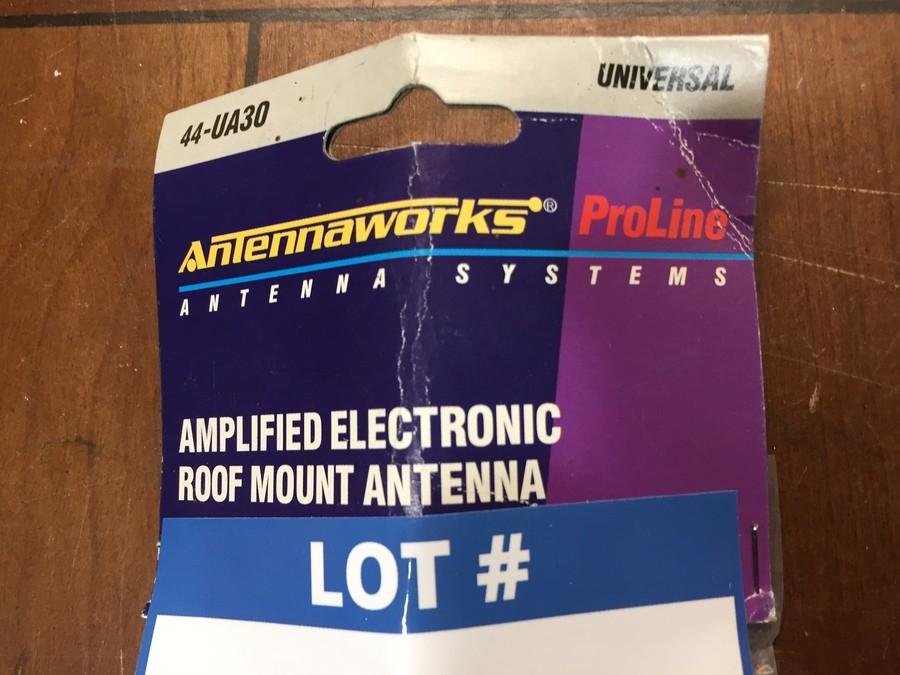 44-UA30 UNIVERSAL
Antennaworks® ProLine
ANTENNA SYSTEMS
AMPLIFIED ELECTRONIC
ROOF MOUNT ANTENNA
LOT #